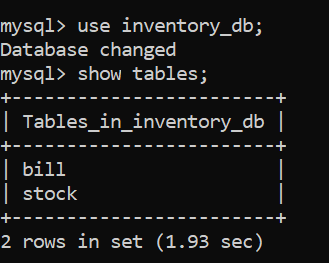 mysql> use inventory_db;
Database changed
mysql> show tables;
+------------------------+
| Tables_in_inventory_db |
+------------------------+
| bill                   |
| stock                  |
+------------------------+
2 rows in set (1.93 sec)